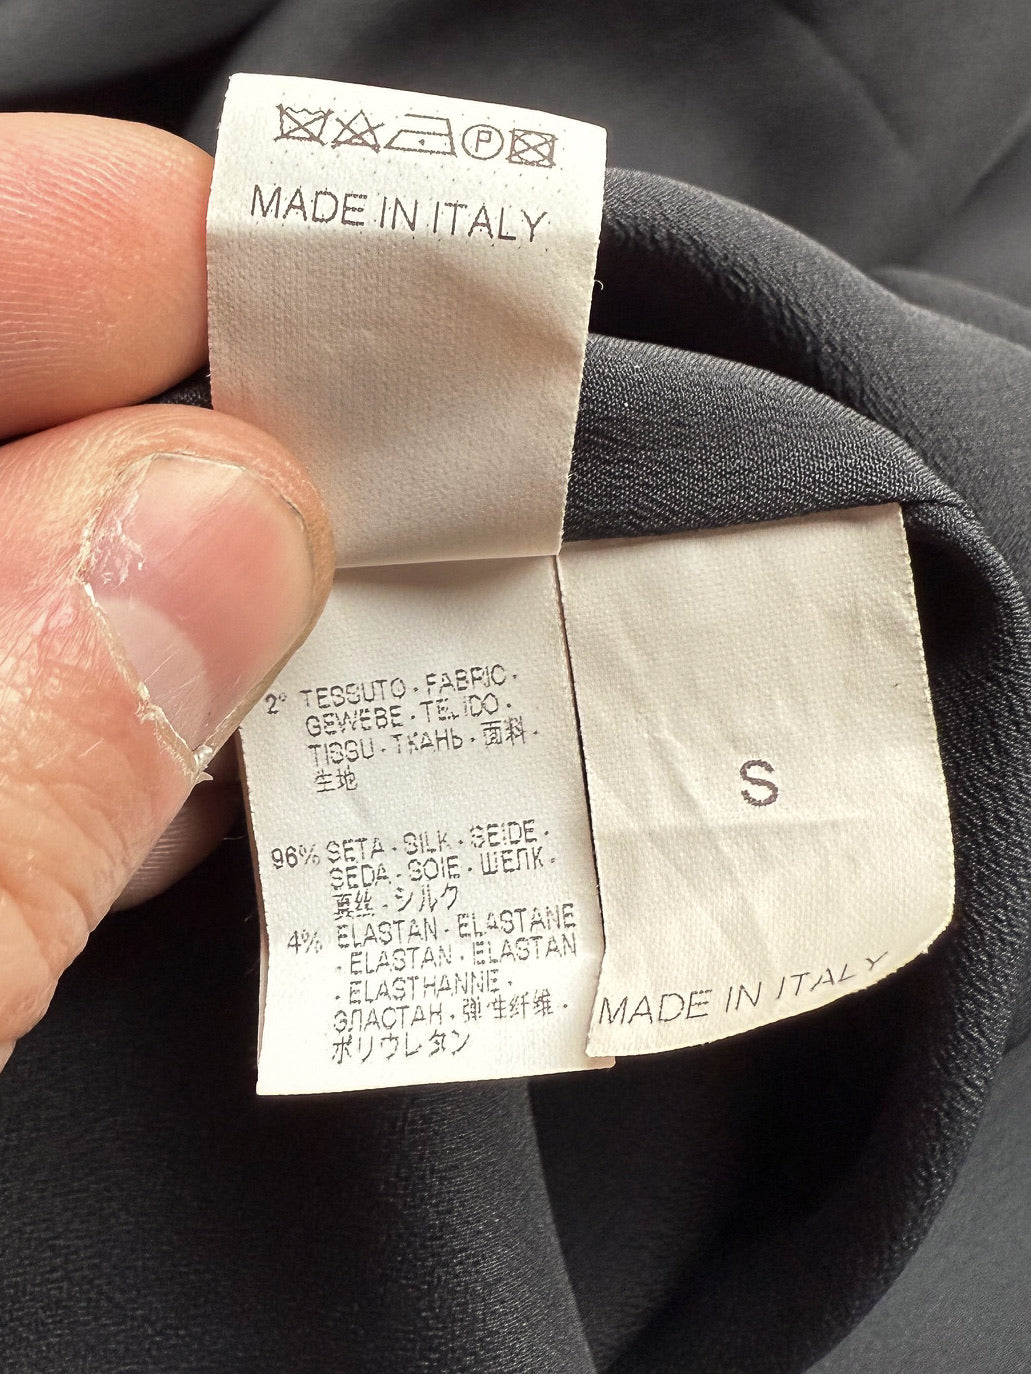 MADE IN ITALY
2° TESSUTO · FABRIC ·
GEWEBE · TEJIDO ·
TISSU · ТКАНЬ · 面料 ·
生地
96% SETA · SILK · SEIDE ·
SEDA · SOIE · ШЕЛК ·
真丝 · シルク
4% ELASTAN · ELASTANE
· ELASTAN · ELASTAN
· ELASTHANNE ·
ЭЛАСТАН · 弹性纤维 ·
ポリウレタン
S
MADE IN ITALY